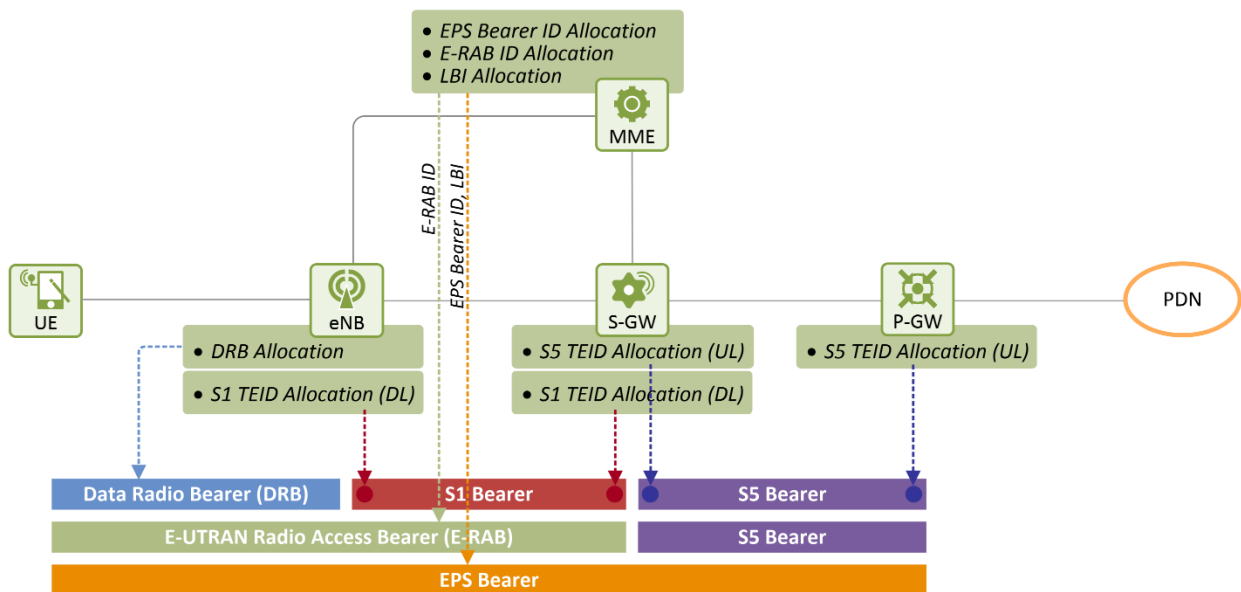 • EPS Bearer ID Allocation
• E-RAB ID Allocation
• LBI Allocation
MME
E-RAB ID
EPS Bearer ID, LBI
UE
eNB
S-GW
P-GW
PDN
• DRB Allocation
• S1 TEID Allocation (DL)
• S5 TEID Allocation (UL)
• S1 TEID Allocation (DL)
• S5 TEID Allocation (UL)
Data Radio Bearer (DRB)
S1 Bearer
S5 Bearer
E-UTRAN Radio Access Bearer (E-RAB)
S5 Bearer
EPS Bearer